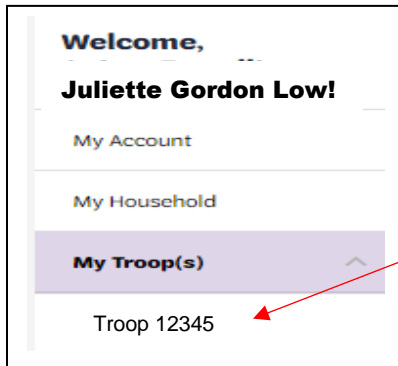 Welcome,
Juliette Gordon Low!
My Account
My Household
My Troop(s)
Troop 12345